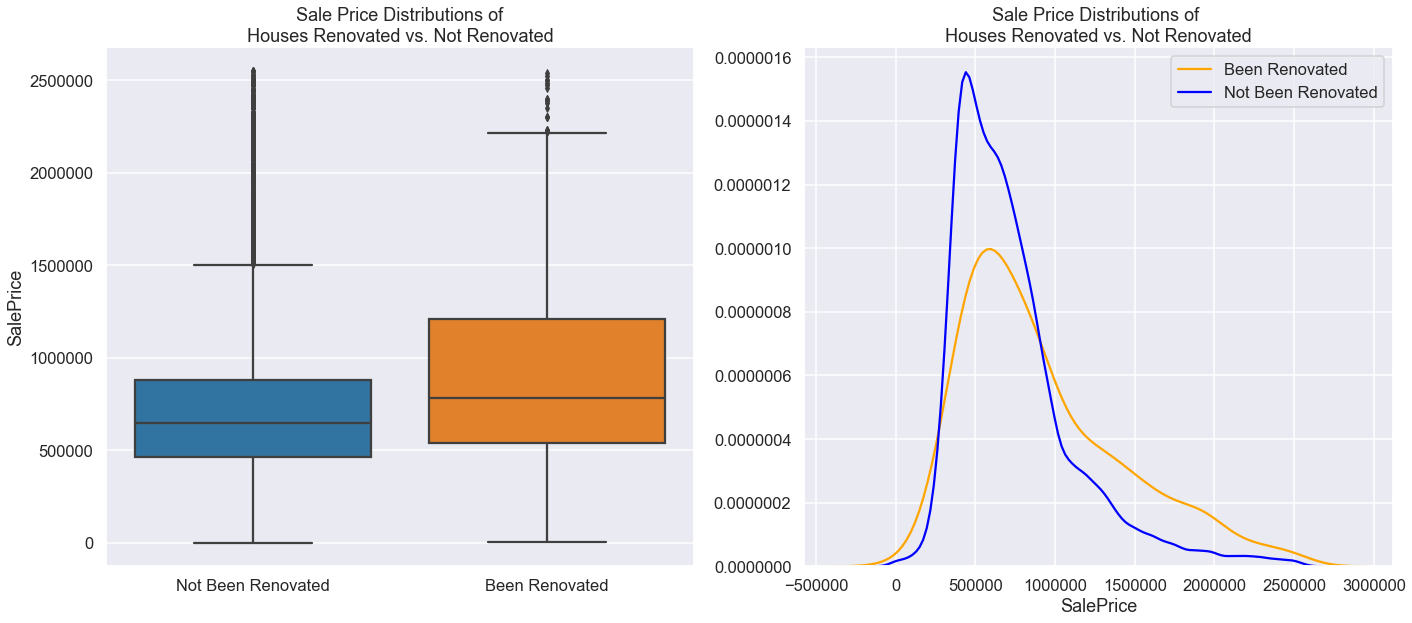 Sale Price Distributions of
Houses Renovated vs. Not Renovated
SalePrice
2500000
2000000
1500000
1000000
500000
0
Not Been Renovated
Been Renovated
Sale Price Distributions of
Houses Renovated vs. Not Renovated
Been Renovated
Not Been Renovated
0.0000016
0.0000014
0.0000012
0.0000010
0.0000008
0.0000006
0.0000004
0.0000002
0.0000000
−500000
0
500000
1000000
1500000
2000000
2500000
3000000
SalePrice